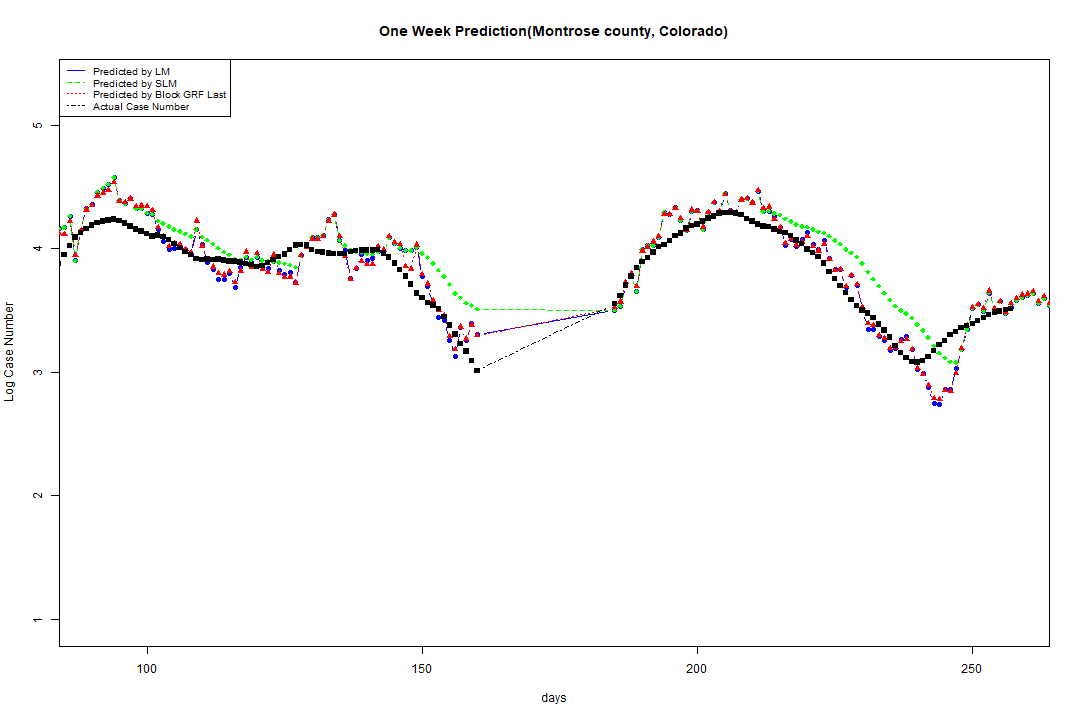 One Week Prediction(Montrose county, Colorado)
Predicted by LM
Predicted by SLM
Predicted by Block GRF Last
Actual Case Number
5
4
3
2
1
Log Case Number
100 150 200 250
days